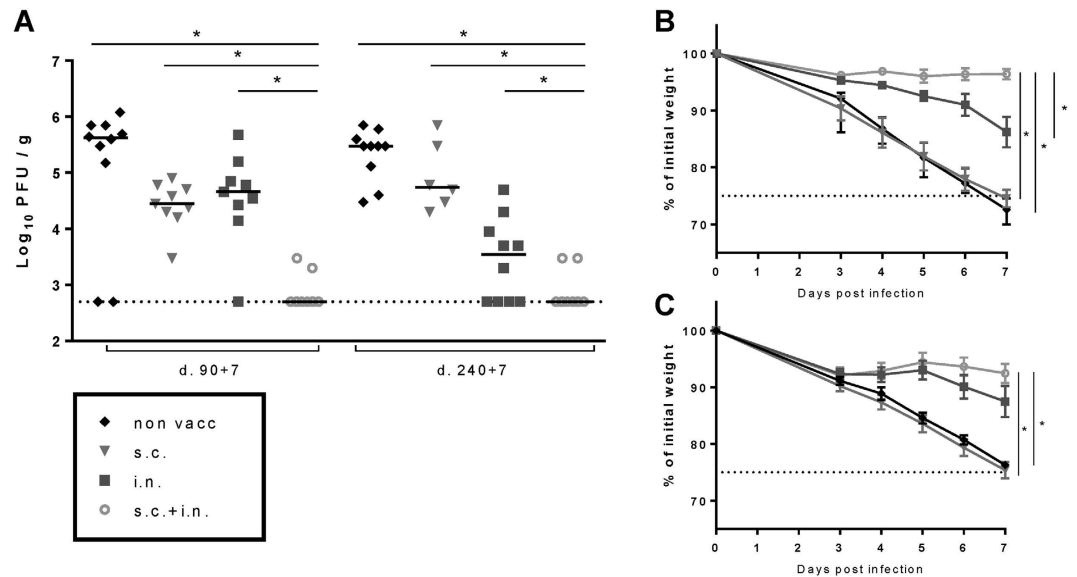 A
* *
* *
* *
7
6
5
4
3
2
Log10 PFU / g
d. 90+7 d. 240+7
non vacc
s.c.
i.n.
s.c.+i.n.
B
100
90
80
70
% of initial weight
0 1 2 3 4 5 6 7
Days post infection
*
*
*
C
100
90
80
70
% of initial weight
0 1 2 3 4 5 6 7
Days post infection
*
*